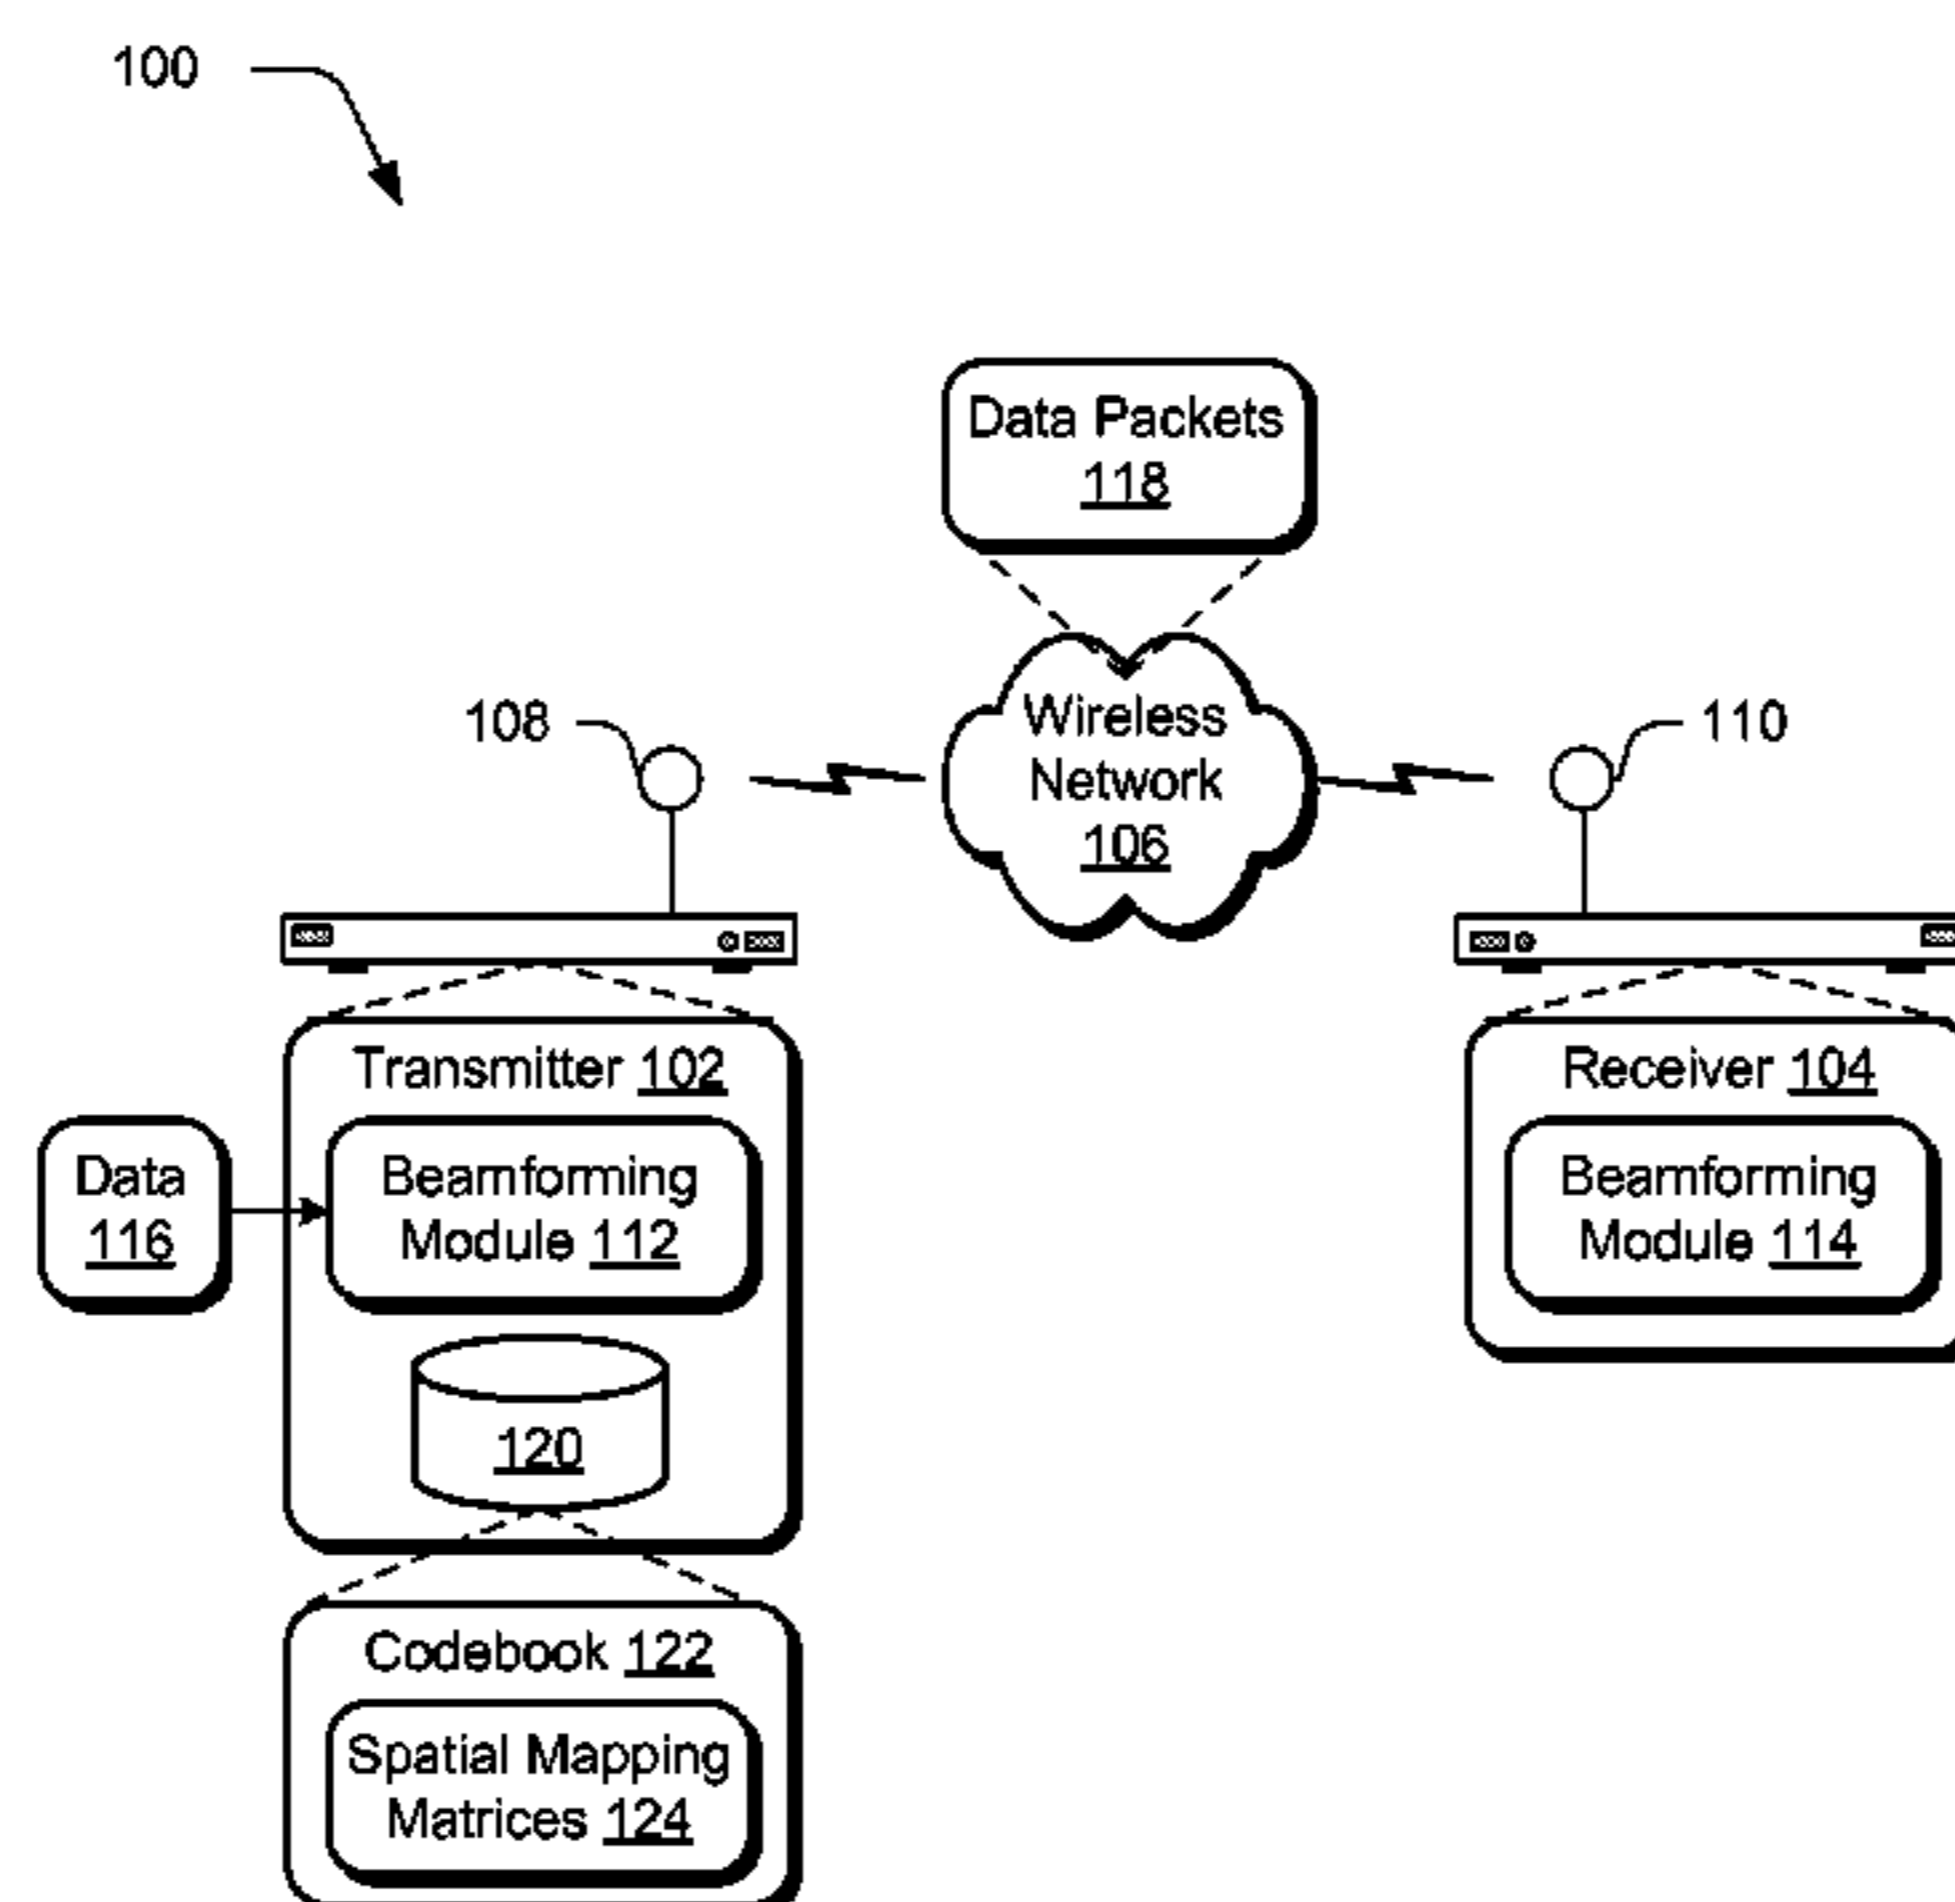 100
Data Packets
118
108
Wireless
Network
106
110
Transmitter 102
Receiver 104
Data
116
Beamforming
Module 112
Beamforming
Module 114
120
Codebook 122
Spatial Mapping
Matrices 124